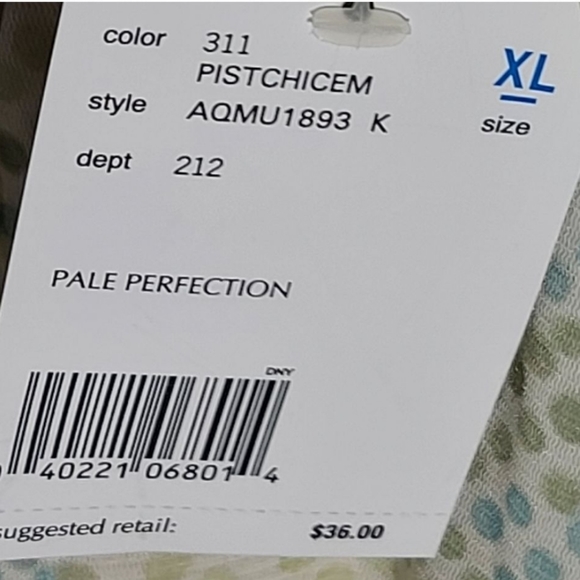 color 311
PISTCHICEM
XL
style AQMU1893 K
size
dept 212
PALE PERFECTION
DNY
40221 06801 4
suggested retail: $36.00